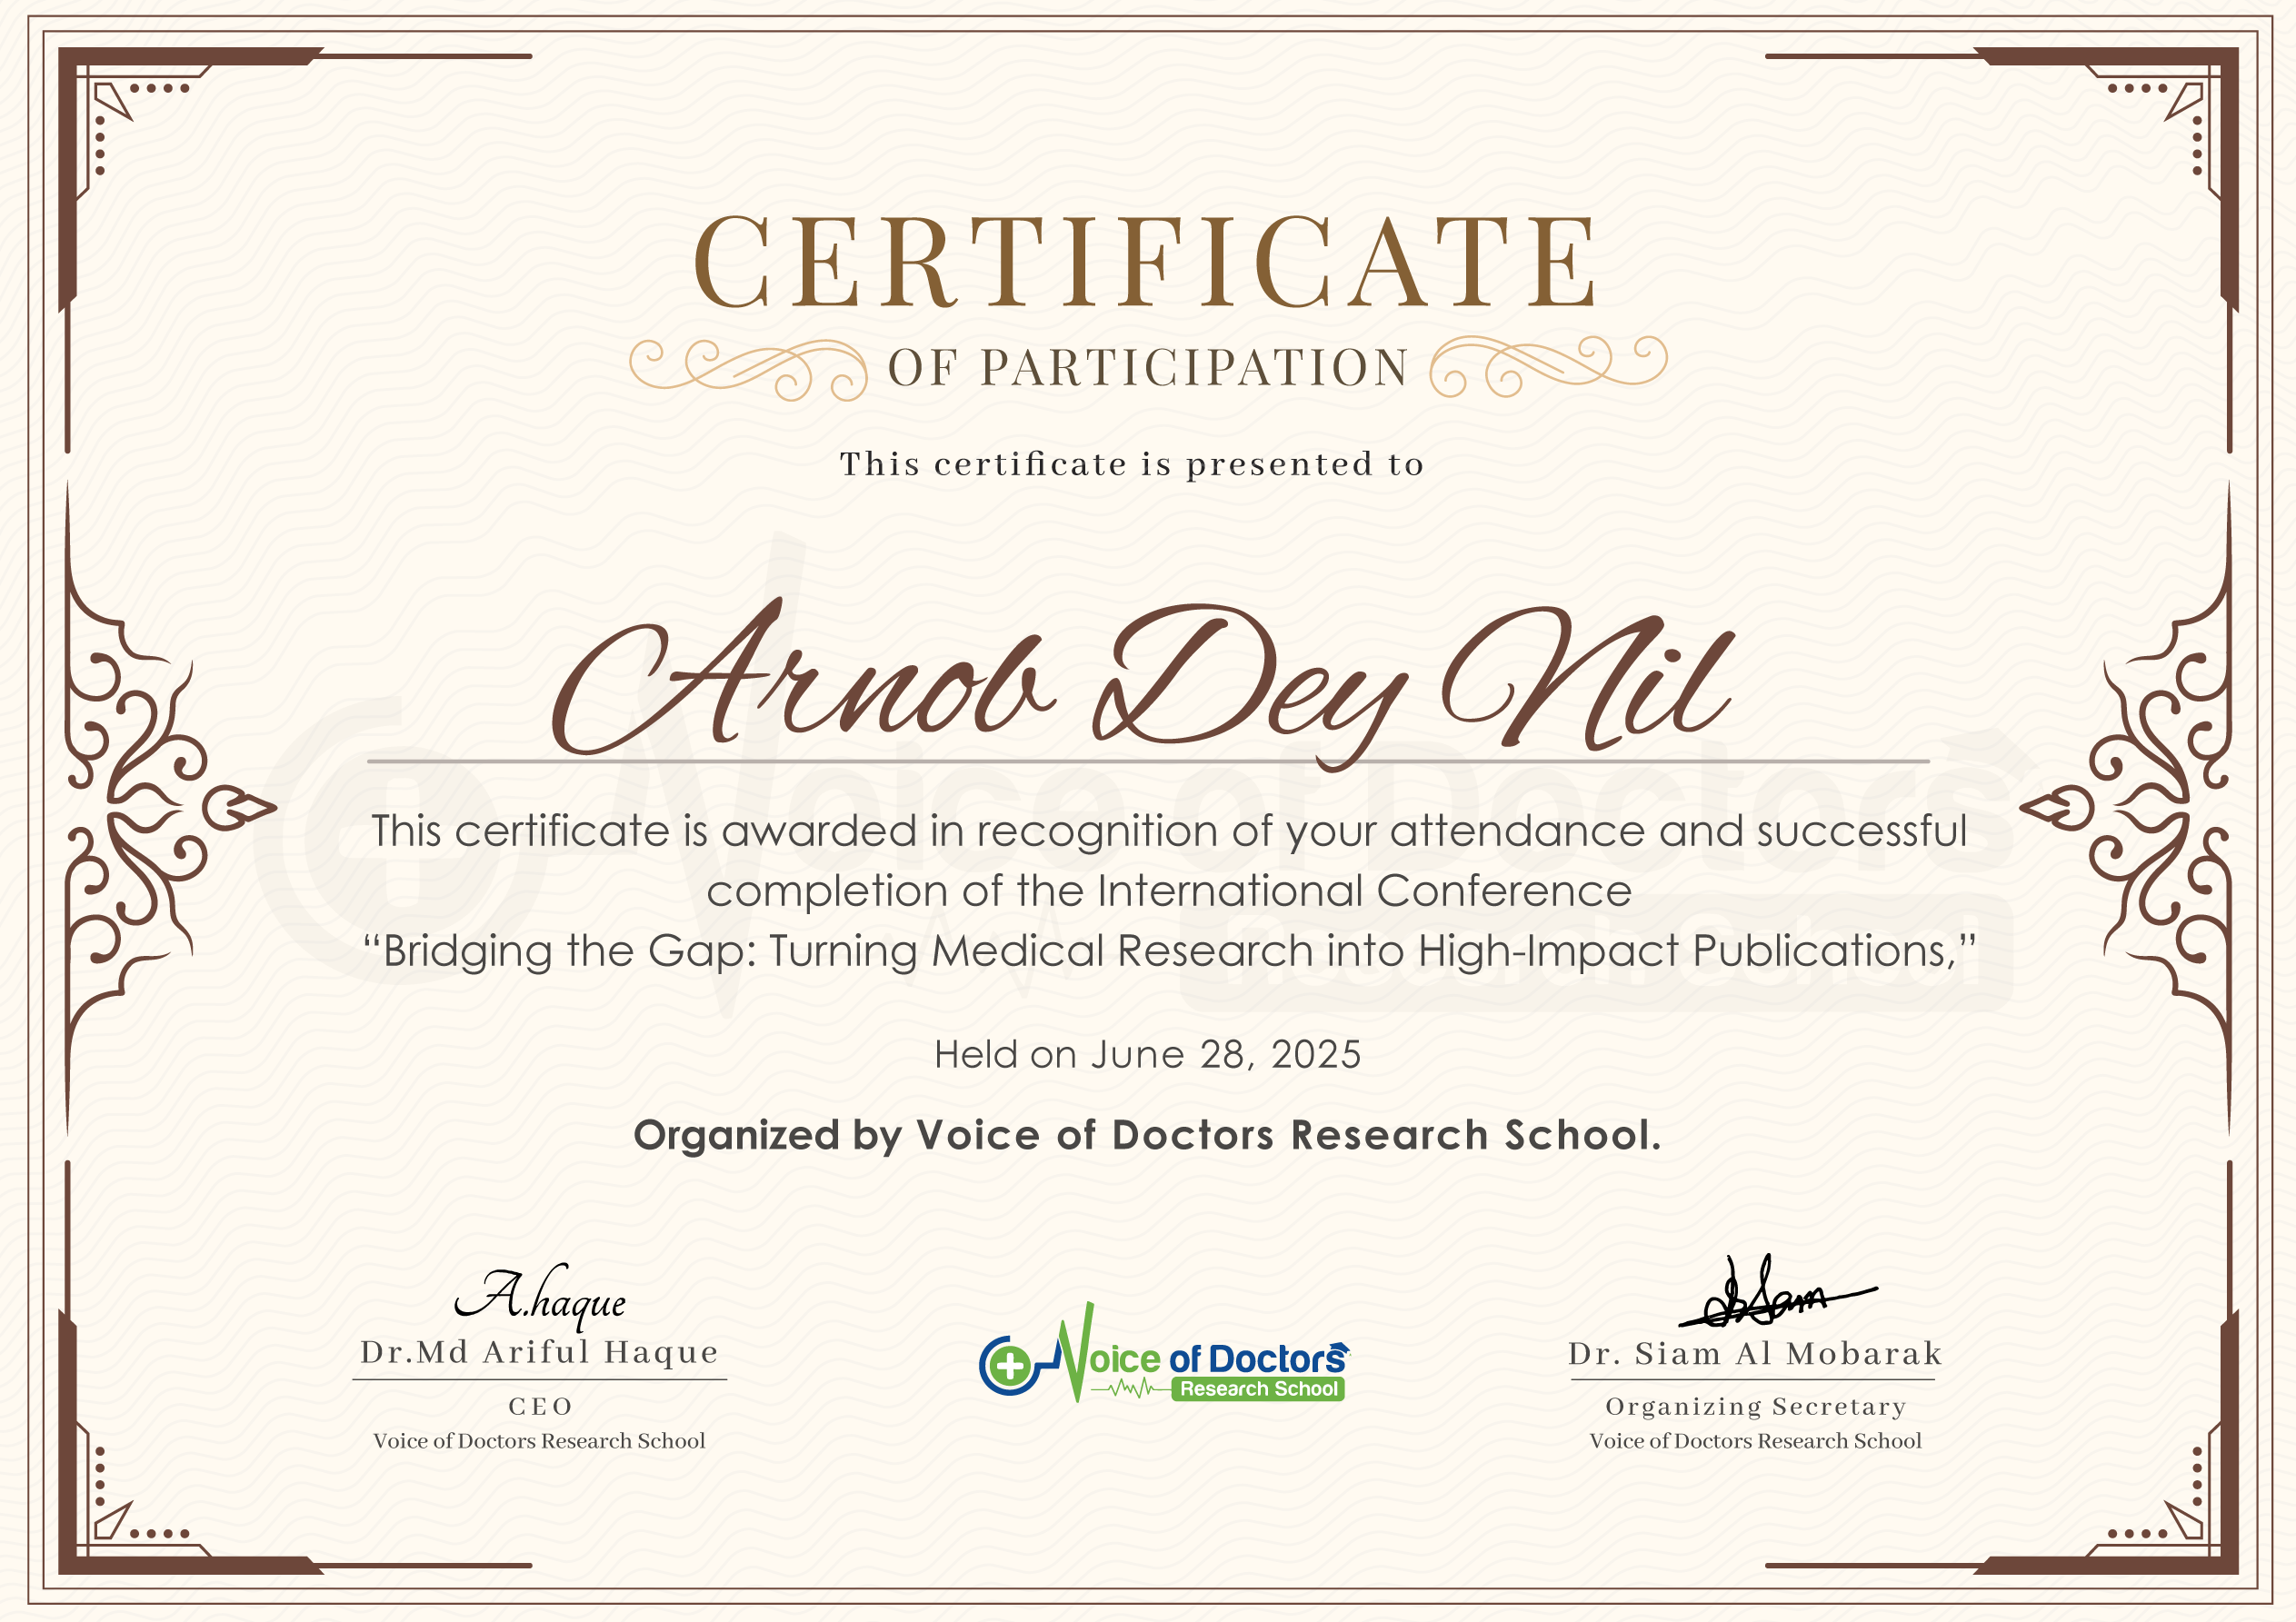 CERTIFICATE
OF PARTICIPATION
This certificate is presented to
Arnob Dey Nil
This certificate is awarded in recognition of your attendance and successful
completion of the International Conference
“Bridging the Gap: Turning Medical Research into High-Impact Publications,”
Held on June 28, 2025
Organized by Voice of Doctors Research School.
A.haque
Dr.Md Ariful Haque
CEO
Voice of Doctors Research School
Voice of Doctors
Research School
Dr. Siam Al Mobarak
Organizing Secretary
Voice of Doctors Research School